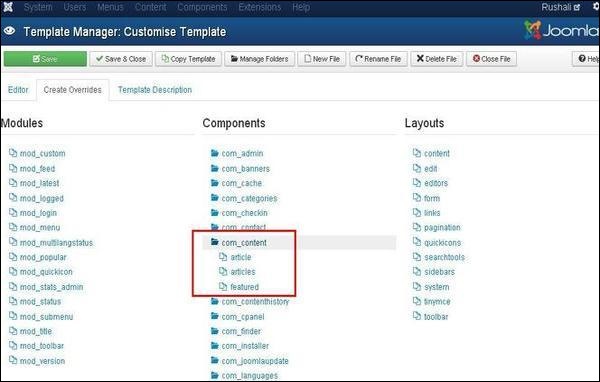 System Users Menus Content Components Extensions Help Rushali
Template Manager: Customise Template Joomla
Save Save & Close Copy Template Manage Folders New File Rename File Delete File Close File Help
Editor Create Overrides Template Description
Modules
mod_custom
mod_feed
mod_latest
mod_logged
mod_login
mod_menu
mod_multilangstatus
mod_popular
mod_quickicon
mod_stats_admin
mod_status
mod_submenu
mod_title
mod_toolbar
mod_version
Components
com_admin
com_banners
com_cache
com_categories
com_checkin
com_contact
com_content
article
articles
featured
com_contenthistory
com_cpanel
com_finder
com_installer
com_joomlaupdate
com_languages
Layouts
content
edit
editors
form
links
pagination
quickicons
searchtools
sidebars
system
tinymce
toolbar